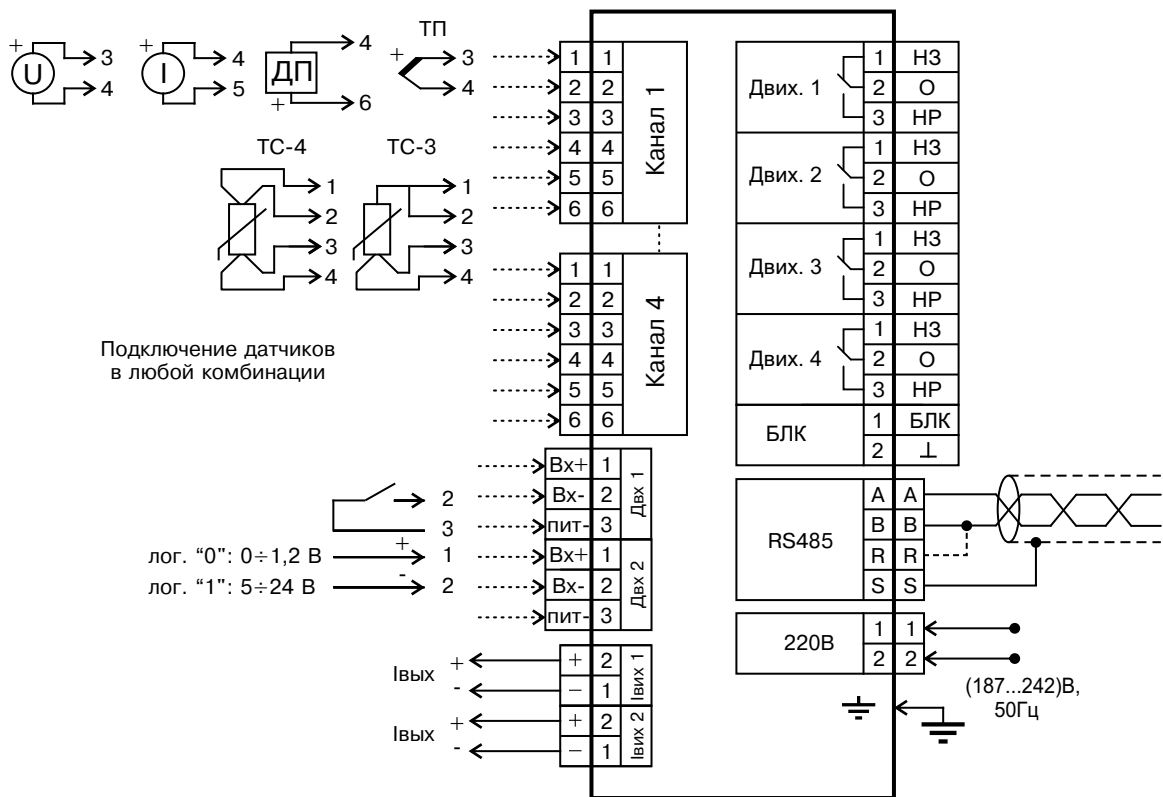 + U 3 4
+ I 4 5
ДП + 4 6
ТП + 3 4
ТС-4 1 2 3 4
ТС-3 1 2 3 4
Подключение датчиков
в любой комбинации
1 1
2 2
3 3
4 4
5 5
6 6
Канал 1
1 1
2 2
3 3
4 4
5 5
6 6
Канал 4
2
3
лог. “0": 0÷1,2 В + 1
лог. “1": 5÷24 В - 2
Вх+ 1
Вх- 2
пит- 3
Двх 1
Вх+ 1
Вх- 2
пит- 3
Двх 2
Iвых + -
+ 2
− 1
Iвих 1
Iвых + -
+ 2
− 1
Iвих 2
Двих. 1
1 НЗ
2 О
3 НР
Двих. 2
1 НЗ
2 О
3 НР
Двих. 3
1 НЗ
2 О
3 НР
Двих. 4
1 НЗ
2 О
3 НР
БЛК
1 БЛК
2 ⊥
RS485
A A
B B
R R
S S
220В
1 1
2 2
(187...242)В,
50Гц